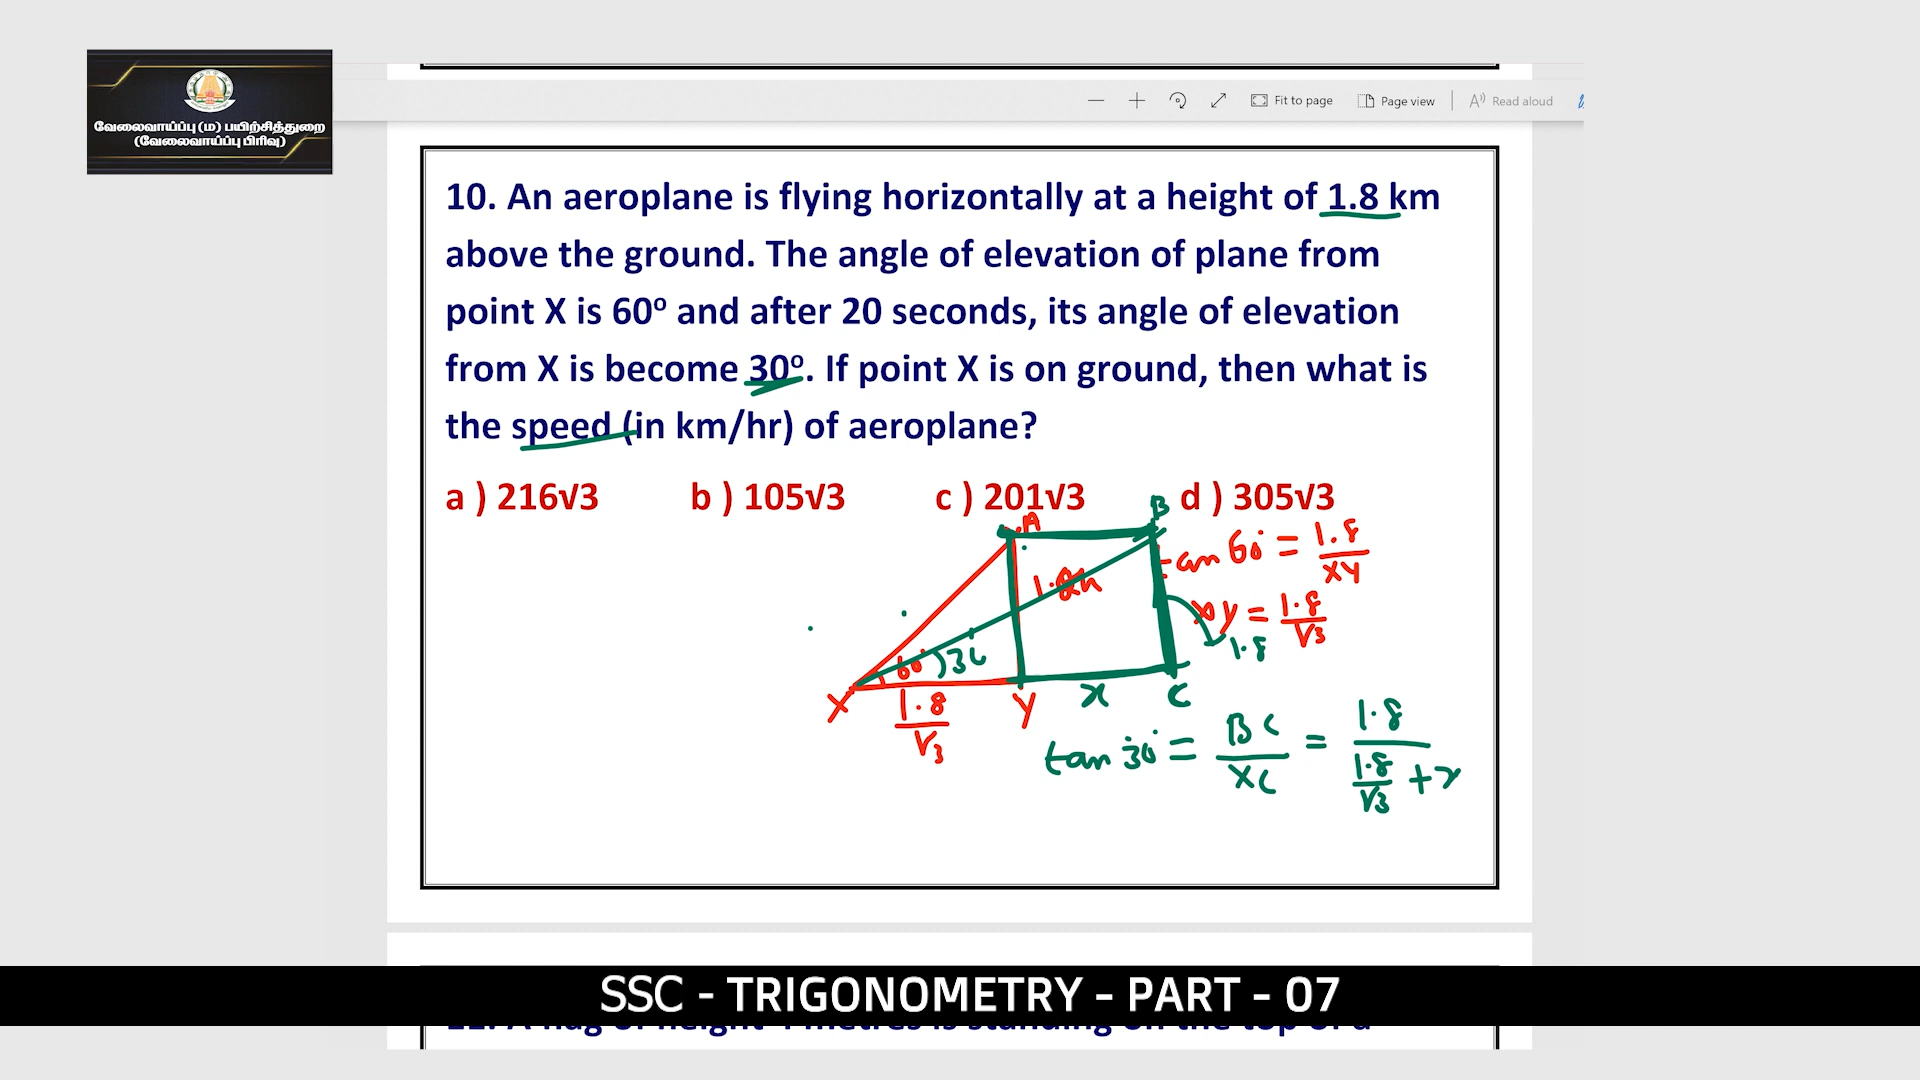 வேலைவாய்ப்பு (ம) பயிற்சித்துறை
(வேலைவாய்ப்பு பிரிவு)
Fit to page
Page view
Read aloud
10. An aeroplane is flying horizontally at a height of 1.8 km
above the ground. The angle of elevation of plane from
point X is 60° and after 20 seconds, its angle of elevation
from X is become 30°. If point X is on ground, then what is
the speed (in km/hr) of aeroplane?
a ) 216√3 b ) 105√3 c ) 201√3 d ) 305√3
A B
tan 60° = 1.8 / XY
XY = 1.8 / √3
1.8
60°
X 1.8 / √3 Y x C
tan 30° = BC / XC = 1.8 / (1.8 / √3 + x
SSC - TRIGONOMETRY - PART - 07